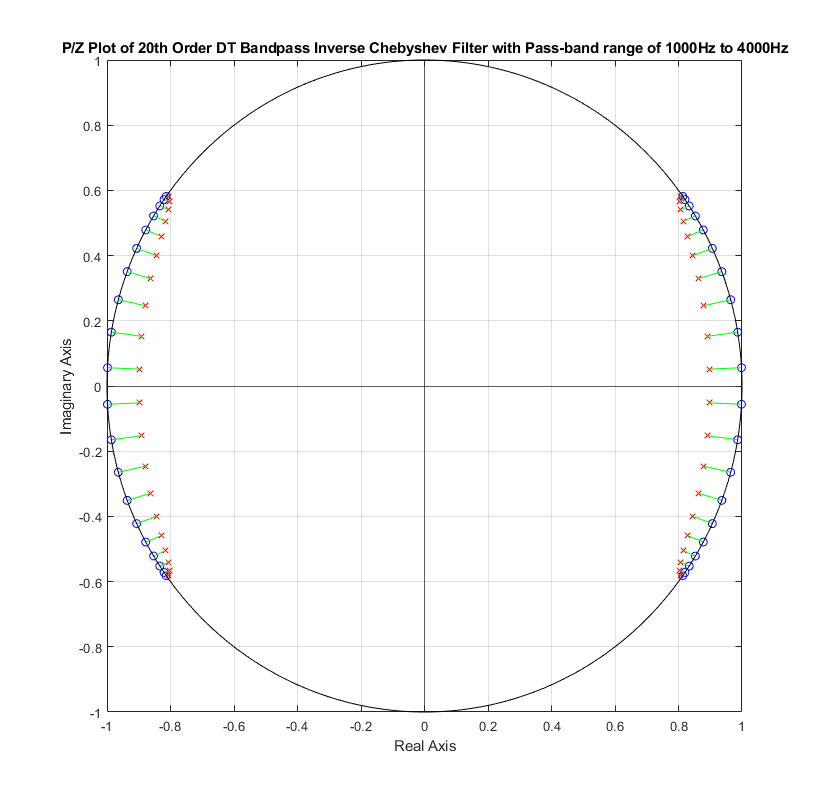 P/Z Plot of 20th Order DT Bandpass Inverse Chebyshev Filter with Pass-band range of 1000Hz to 4000Hz
1
0.8
0.6
0.4
0.2
0
-0.2
-0.4
-0.6
-0.8
-1
Imaginary Axis
-1 -0.8 -0.6 -0.4 -0.2 0 0.2 0.4 0.6 0.8 1
Real Axis